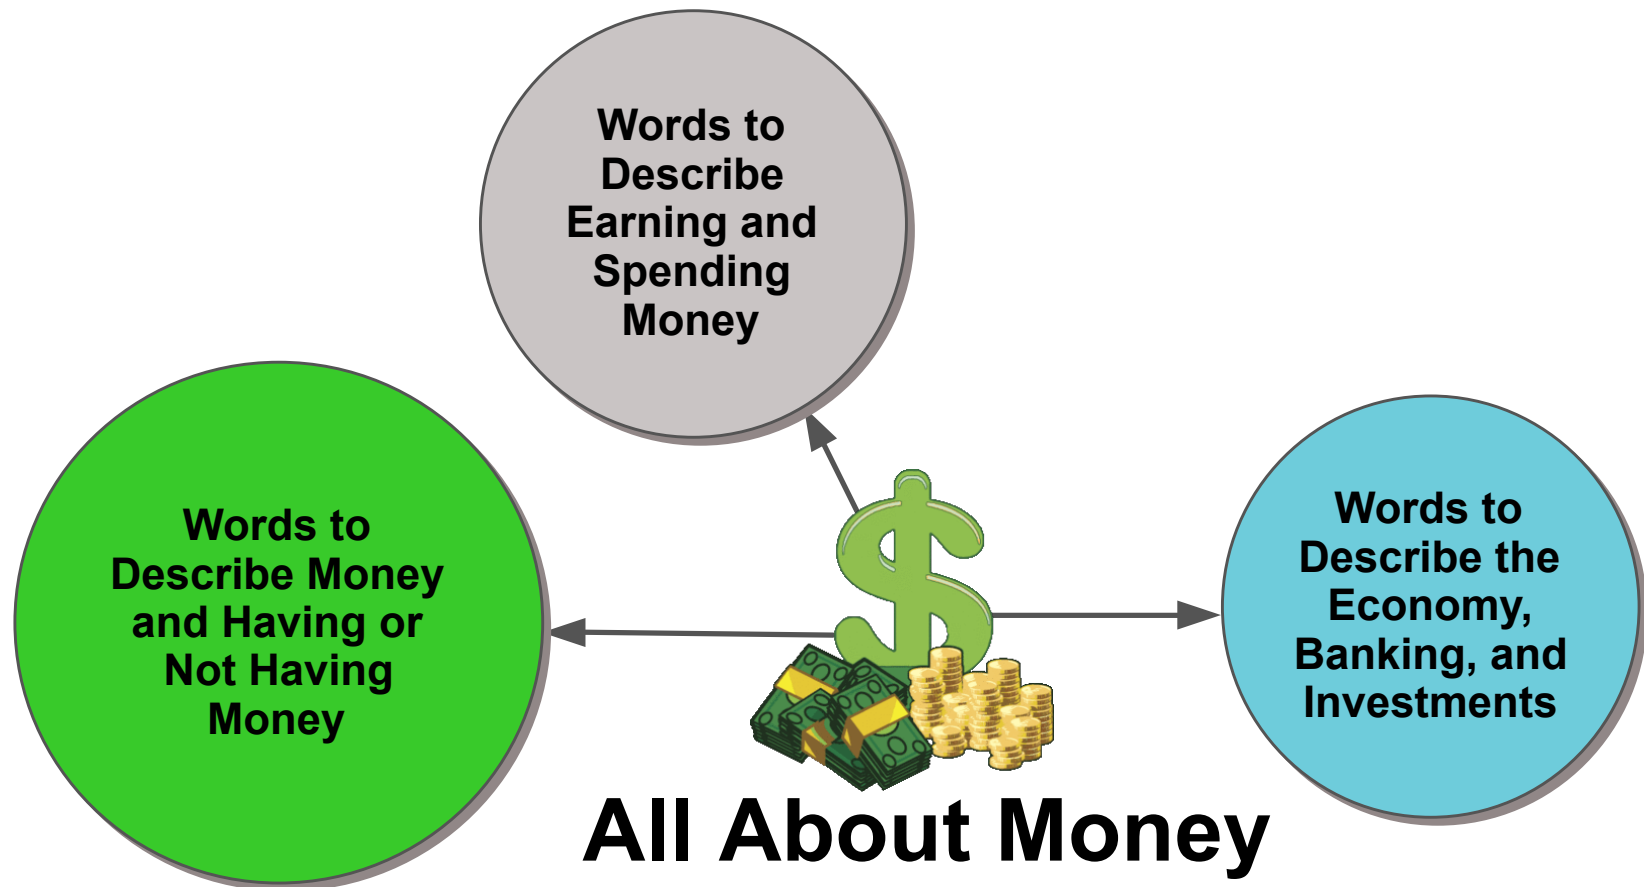 Words to
Describe
Earning and
Spending
Money
Words to
Describe Money
and Having or
Not Having
Money
Words to
Describe the
Economy,
Banking, and
Investments
All About Money